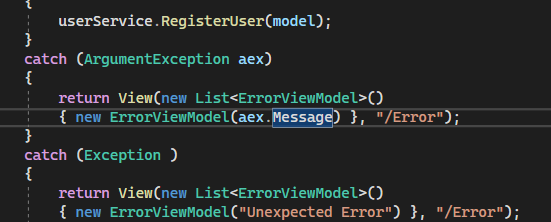 {
userService.RegisterUser(model);
}
catch (ArgumentException aex)
{
return View(new List<ErrorViewModel>()
{ new ErrorViewModel(aex.Message) }, "/Error");
}
catch (Exception )
{
return View(new List<ErrorViewModel>()
{ new ErrorViewModel("Unexpected Error") }, "/Error");